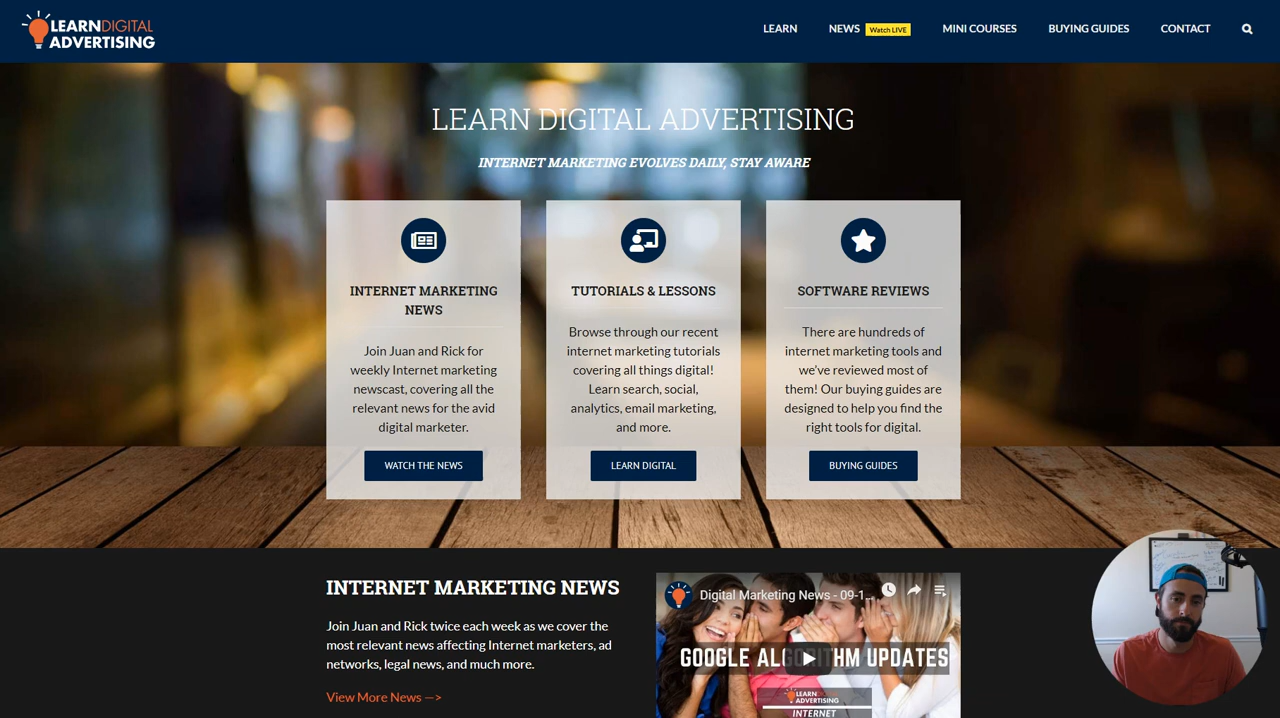 LEARNDIGITAL
ADVERTISING
LEARN
NEWS Watch LIVE
MINI COURSES
BUYING GUIDES
CONTACT
LEARN DIGITAL ADVERTISING
INTERNET MARKETING EVOLVES DAILY, STAY AWARE
INTERNET MARKETING
NEWS
Join Juan and Rick for
weekly Internet marketing
newscast, covering all the
relevant news for the avid
digital marketer.
WATCH THE NEWS
TUTORIALS & LESSONS
Browse through our recent
internet marketing tutorials
covering all things digital!
Learn search, social,
analytics, email marketing,
and more.
LEARN DIGITAL
SOFTWARE REVIEWS
There are hundreds of
internet marketing tools and
we've reviewed most of
them! Our buying guides are
designed to help you find the
right tools for digital.
BUYING GUIDES
INTERNET MARKETING NEWS
Join Juan and Rick twice each week as we cover the
most relevant news affecting Internet marketers, ad
networks, legal news, and much more.
View More News —>
Digital Marketing News - 09-1...
GOOGLE ALGORITHM UPDATES
LEARN
ADVERTISING
INTERNET